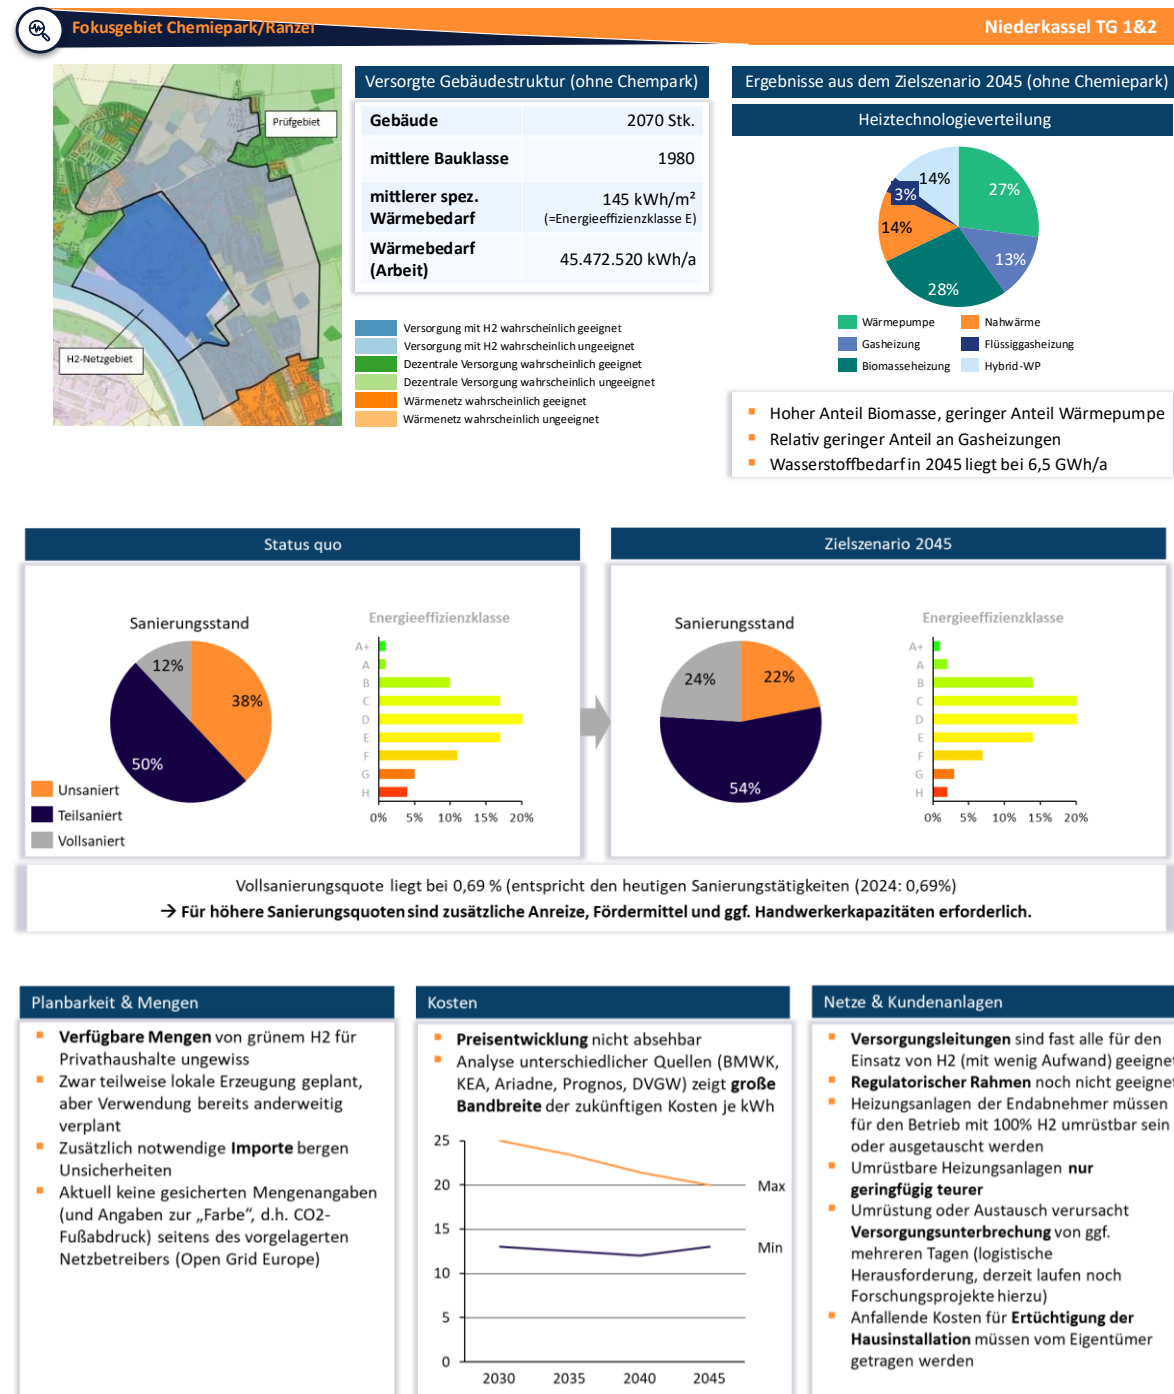 Fokusgebiet Chemiepark/Ranzel
Niederkassel TG 1&2
Prüfgebiet
H2-Netzgebiet
Versorgte Gebäudestruktur (ohne Chempark)
Gebäude 2070 Stk.
mittlere Bauklasse 1980
mittlerer spez. Wärmebedarf 145 kWh/m²
(=Energieeffizienzklasse E)
Wärmebedarf (Arbeit) 45.472.520 kWh/a
Versorgung mit H2 wahrscheinlich geeignet
Versorgung mit H2 wahrscheinlich ungeeignet
Dezentrale Versorgung wahrscheinlich geeignet
Dezentrale Versorgung wahrscheinlich ungeeignet
Wärmenetz wahrscheinlich geeignet
Wärmenetz wahrscheinlich ungeeignet
Ergebnisse aus dem Zielszenario 2045 (ohne Chemiepark)
Heiztechnologieverteilung
14%
27%
3%
14%
13%
28%
Wärmepumpe
Nahwärme
Gasheizung
Flüssiggasheizung
Biomasseheizung
Hybrid-WP
Hoher Anteil Biomasse, geringer Anteil Wärmepumpe
Relativ geringer Anteil an Gasheizungen
Wasserstoffbedarf in 2045 liegt bei 6,5 GWh/a
Status quo
Sanierungsstand
12%
38%
50%
Unsaniert
Teilsaniert
Vollsaniert
Energieeffizienzklasse
A+
A
B
C
D
E
F
G
H
0% 5% 10% 15% 20%
Zielszenario 2045
Sanierungsstand
24%
22%
54%
Energieeffizienzklasse
A+
A
B
C
D
E
F
G
H
0% 5% 10% 15% 20%
Vollsanierungsquote liegt bei 0,69 % (entspricht den heutigen Sanierungstätigkeiten (2024: 0,69%)
→ Für höhere Sanierungsquoten sind zusätzliche Anreize, Fördermittel und ggf. Handwerkerkapazitäten erforderlich.
Planbarkeit & Mengen
Verfügbare Mengen von grünem H2 für
Privathaushalte ungewiss
Zwar teilweise lokale Erzeugung geplant,
aber Verwendung bereits anderweitig
verplant
Zusätzlich notwendige Importe bergen
Unsicherheiten
Aktuell keine gesicherten Mengenangaben
(und Angaben zur „Farbe“, d.h. CO2-
Fußabdruck) seitens des vorgelagerten
Netzbetreibers (Open Grid Europe)
Kosten
Preisentwicklung nicht absehbar
Analyse unterschiedlicher Quellen (BMWK,
KEA, Ariadne, Prognos, DVGW) zeigt große
Bandbreite der zukünftigen Kosten je kWh
25
20
15
10
5
0
Max
Min
2030 2035 2040 2045
Netze & Kundenanlagen
Versorgungsleitungen sind fast alle für den
Einsatz von H2 (mit wenig Aufwand) geeignet
Regulatorischer Rahmen noch nicht geeignet
Heizungsanlagen der Endabnehmer müssen
für den Betrieb mit 100% H2 umrüstbar sein
oder ausgetauscht werden
Umrüstbare Heizungsanlagen nur
geringfügig teurer
Umrüstung oder Austausch verursacht
Versorgungsunterbrechung von ggf.
mehreren Tagen (logistische
Herausforderung, derzeit laufen noch
Forschungsprojekte hierzu)
Anfallende Kosten für Ertüchtigung der
Hausinstallation müssen vom Eigentümer
getragen werden